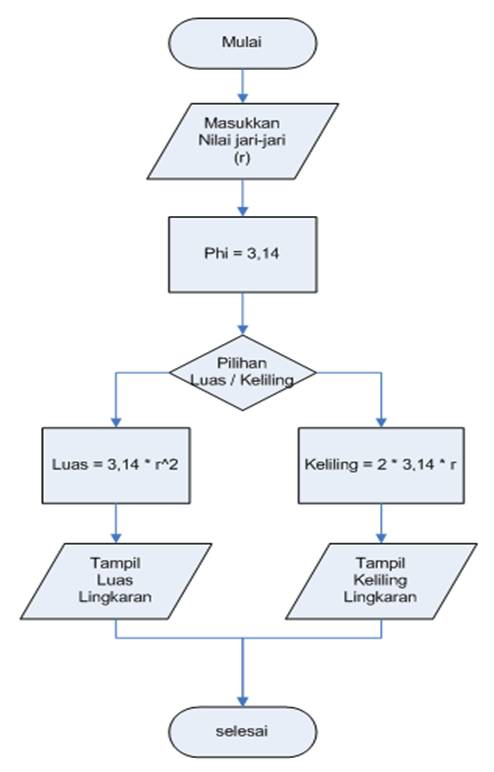 Mulai
Masukkan
Nilai jari-jari
(r)
Phi = 3,14
Pilihan
Luas / Keliling
Luas = 3,14 * r^2
Keliling = 2 * 3,14 * r
Tampil
Luas
Lingkaran
Tampil
Keliling
Lingkaran
selesai